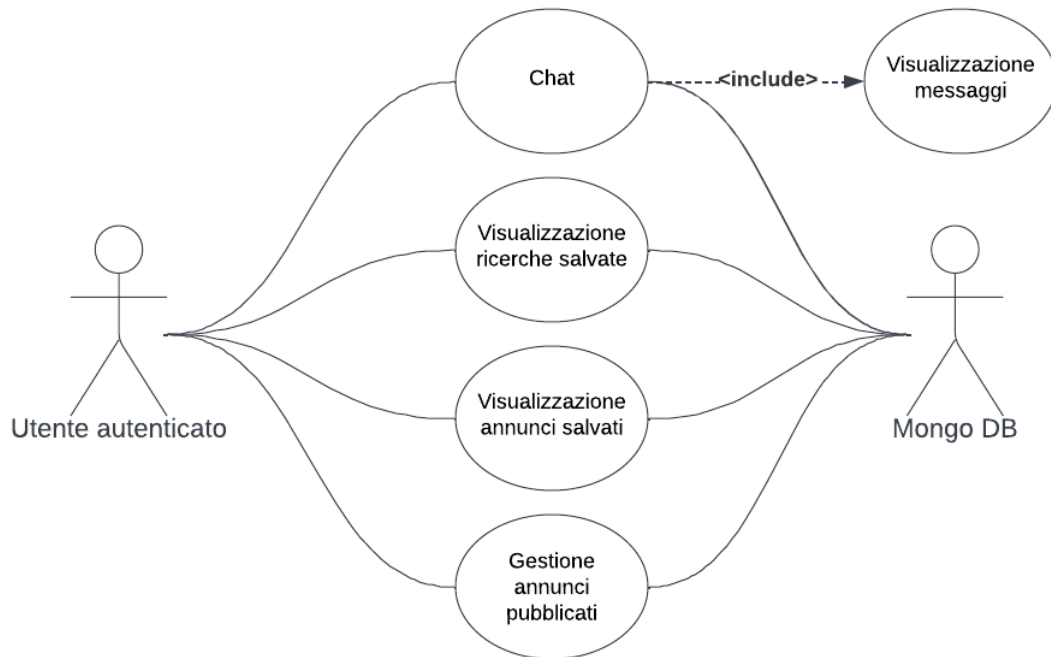 Chat
<include>
Visualizzazione
messaggi
Visualizzazione
ricerche salvate
Utente autenticato
Visualizzazione
annunci salvati
Mongo DB
Gestione
annunci
pubblicati